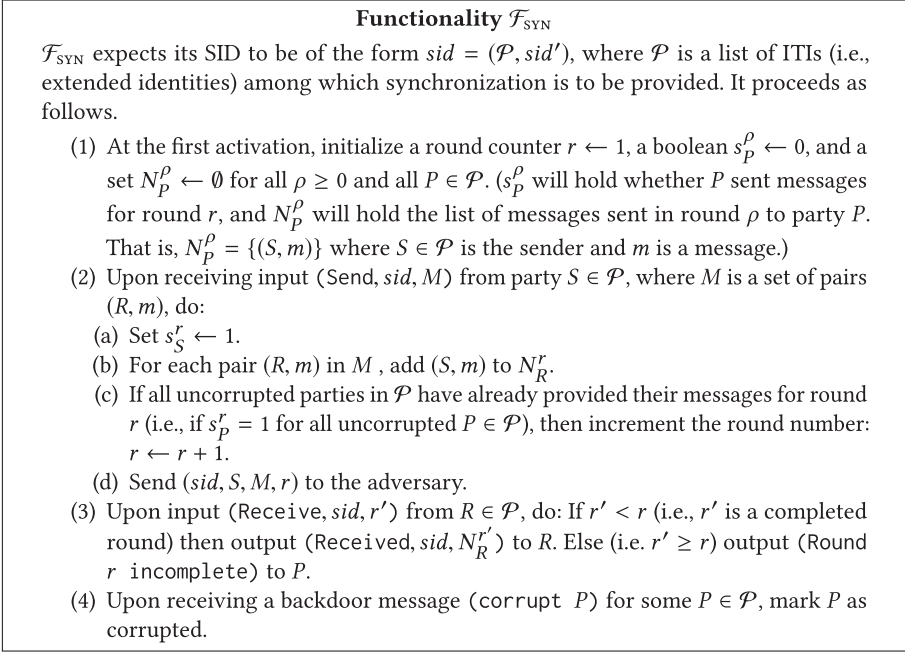 Functionality ℱSYN
ℱSYN expects its SID to be of the form sid = (𝒫, sid′), where 𝒫 is a list of ITIs (i.e.,
extended identities) among which synchronization is to be provided. It proceeds as
follows.
(1) At the first activation, initialize a round counter r ← 1, a boolean s_P^ρ ← 0, and a
set N_P^ρ ← ∅ for all ρ ≥ 0 and all P ∈ 𝒫. (s_P^ρ will hold whether P sent messages
for round r, and N_P^ρ will hold the list of messages sent in round ρ to party P.
That is, N_P^ρ = {(S, m)} where S ∈ 𝒫 is the sender and m is a message.)
(2) Upon receiving input (Send, sid, M) from party S ∈ 𝒫, where M is a set of pairs
(R, m), do:
(a) Set s_S^r ← 1.
(b) For each pair (R, m) in M , add (S, m) to N_R^r.
(c) If all uncorrupted parties in 𝒫 have already provided their messages for round
r (i.e., if s_P^r = 1 for all uncorrupted P ∈ 𝒫), then increment the round number:
r ← r + 1.
(d) Send (sid, S, M, r) to the adversary.
(3) Upon input (Receive, sid, r′) from R ∈ 𝒫, do: If r′ < r (i.e., r′ is a completed
round) then output (Received, sid, N_R^r′) to R. Else (i.e. r′ ≥ r) output (Round
r incomplete) to P.
(4) Upon receiving a backdoor message (corrupt P) for some P ∈ 𝒫, mark P as
corrupted.